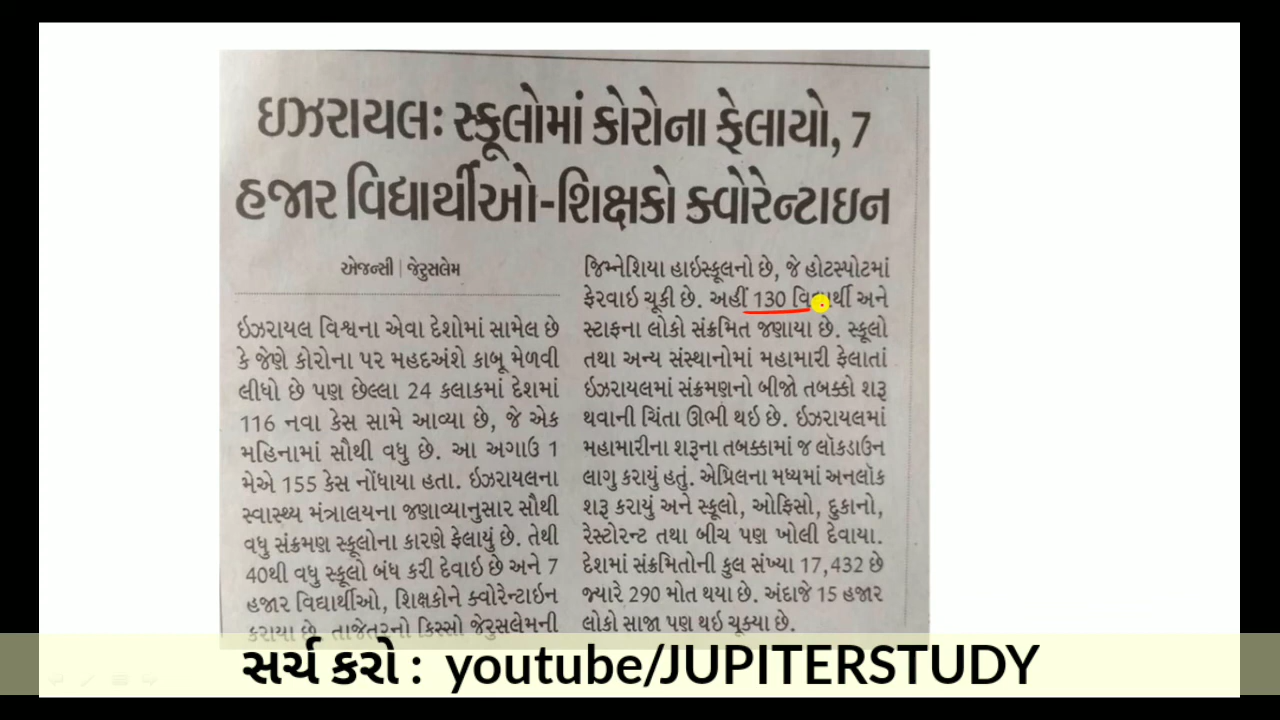 ઇઝરાયલઃ સ્કૂલોમાં કોરોના ફેલાયો, 7
હજાર વિદ્યાર્થીઓ-શિક્ષકો ક્વોરેન્ટાઇન
એજન્સી | જેરુસલેમ
ઇઝરાયલ વિશ્વના એવા દેશોમાં સામેલ છે
કે જેણે કોરોના પર મહદઅંશે કાબૂ મેળવી
લીધો છે પણ છેલ્લા 24 કલાકમાં દેશમાં
116 નવા કેસ સામે આવ્યા છે, જે એક
મહિનામાં સૌથી વધુ છે. આ અગાઉ 1
મેએ 155 કેસ નોંધાયા હતા. ઇઝરાયલના
સ્વાસ્થ્ય મંત્રાલયના જણાવ્યાનુસાર સૌથી
વધુ સંક્રમણ સ્કૂલોના કારણે ફેલાયું છે. તેથી
40થી વધુ સ્કૂલો બંધ કરી દેવાઇ છે અને 7
હજાર વિદ્યાર્થીઓ, શિક્ષકોને ક્વોરેન્ટાઇન
કરાયા છે. તાજેતરનો કિસ્સો જેરુસલેમની
જિમ્નેશિયા હાઇસ્કૂલનો છે, જે હોટસ્પોટમાં
ફેરવાઇ ચૂકી છે. અહીં 130 વિદ્યાર્થી અને
સ્ટાફના લોકો સંક્રમિત જણાયા છે. સ્કૂલો
તથા અન્ય સંસ્થાનોમાં મહામારી ફેલાતાં
ઇઝરાયલમાં સંક્રમણનો બીજો તબક્કો શરૂ
થવાની ચિંતા ઊભી થઇ છે. ઇઝરાયલમાં
મહામારીના શરૂના તબક્કામાં જ લૉકડાઉન
લાગુ કરાયું હતું. એપ્રિલના મધ્યમાં અનલૉક
શરૂ કરાયું અને સ્કૂલો, ઓફિસો, દુકાનો,
રેસ્ટોરન્ટ તથા બીચ પણ ખોલી દેવાયા.
દેશમાં સંક્રમિતોની કુલ સંખ્યા 17,432 છે
જ્યારે 290 મોત થયા છે. અંદાજે 15 હજાર
લોકો સાજા પણ થઇ ચૂક્યા છે.
સર્ચ કરો : youtube/JUPITERSTUDY